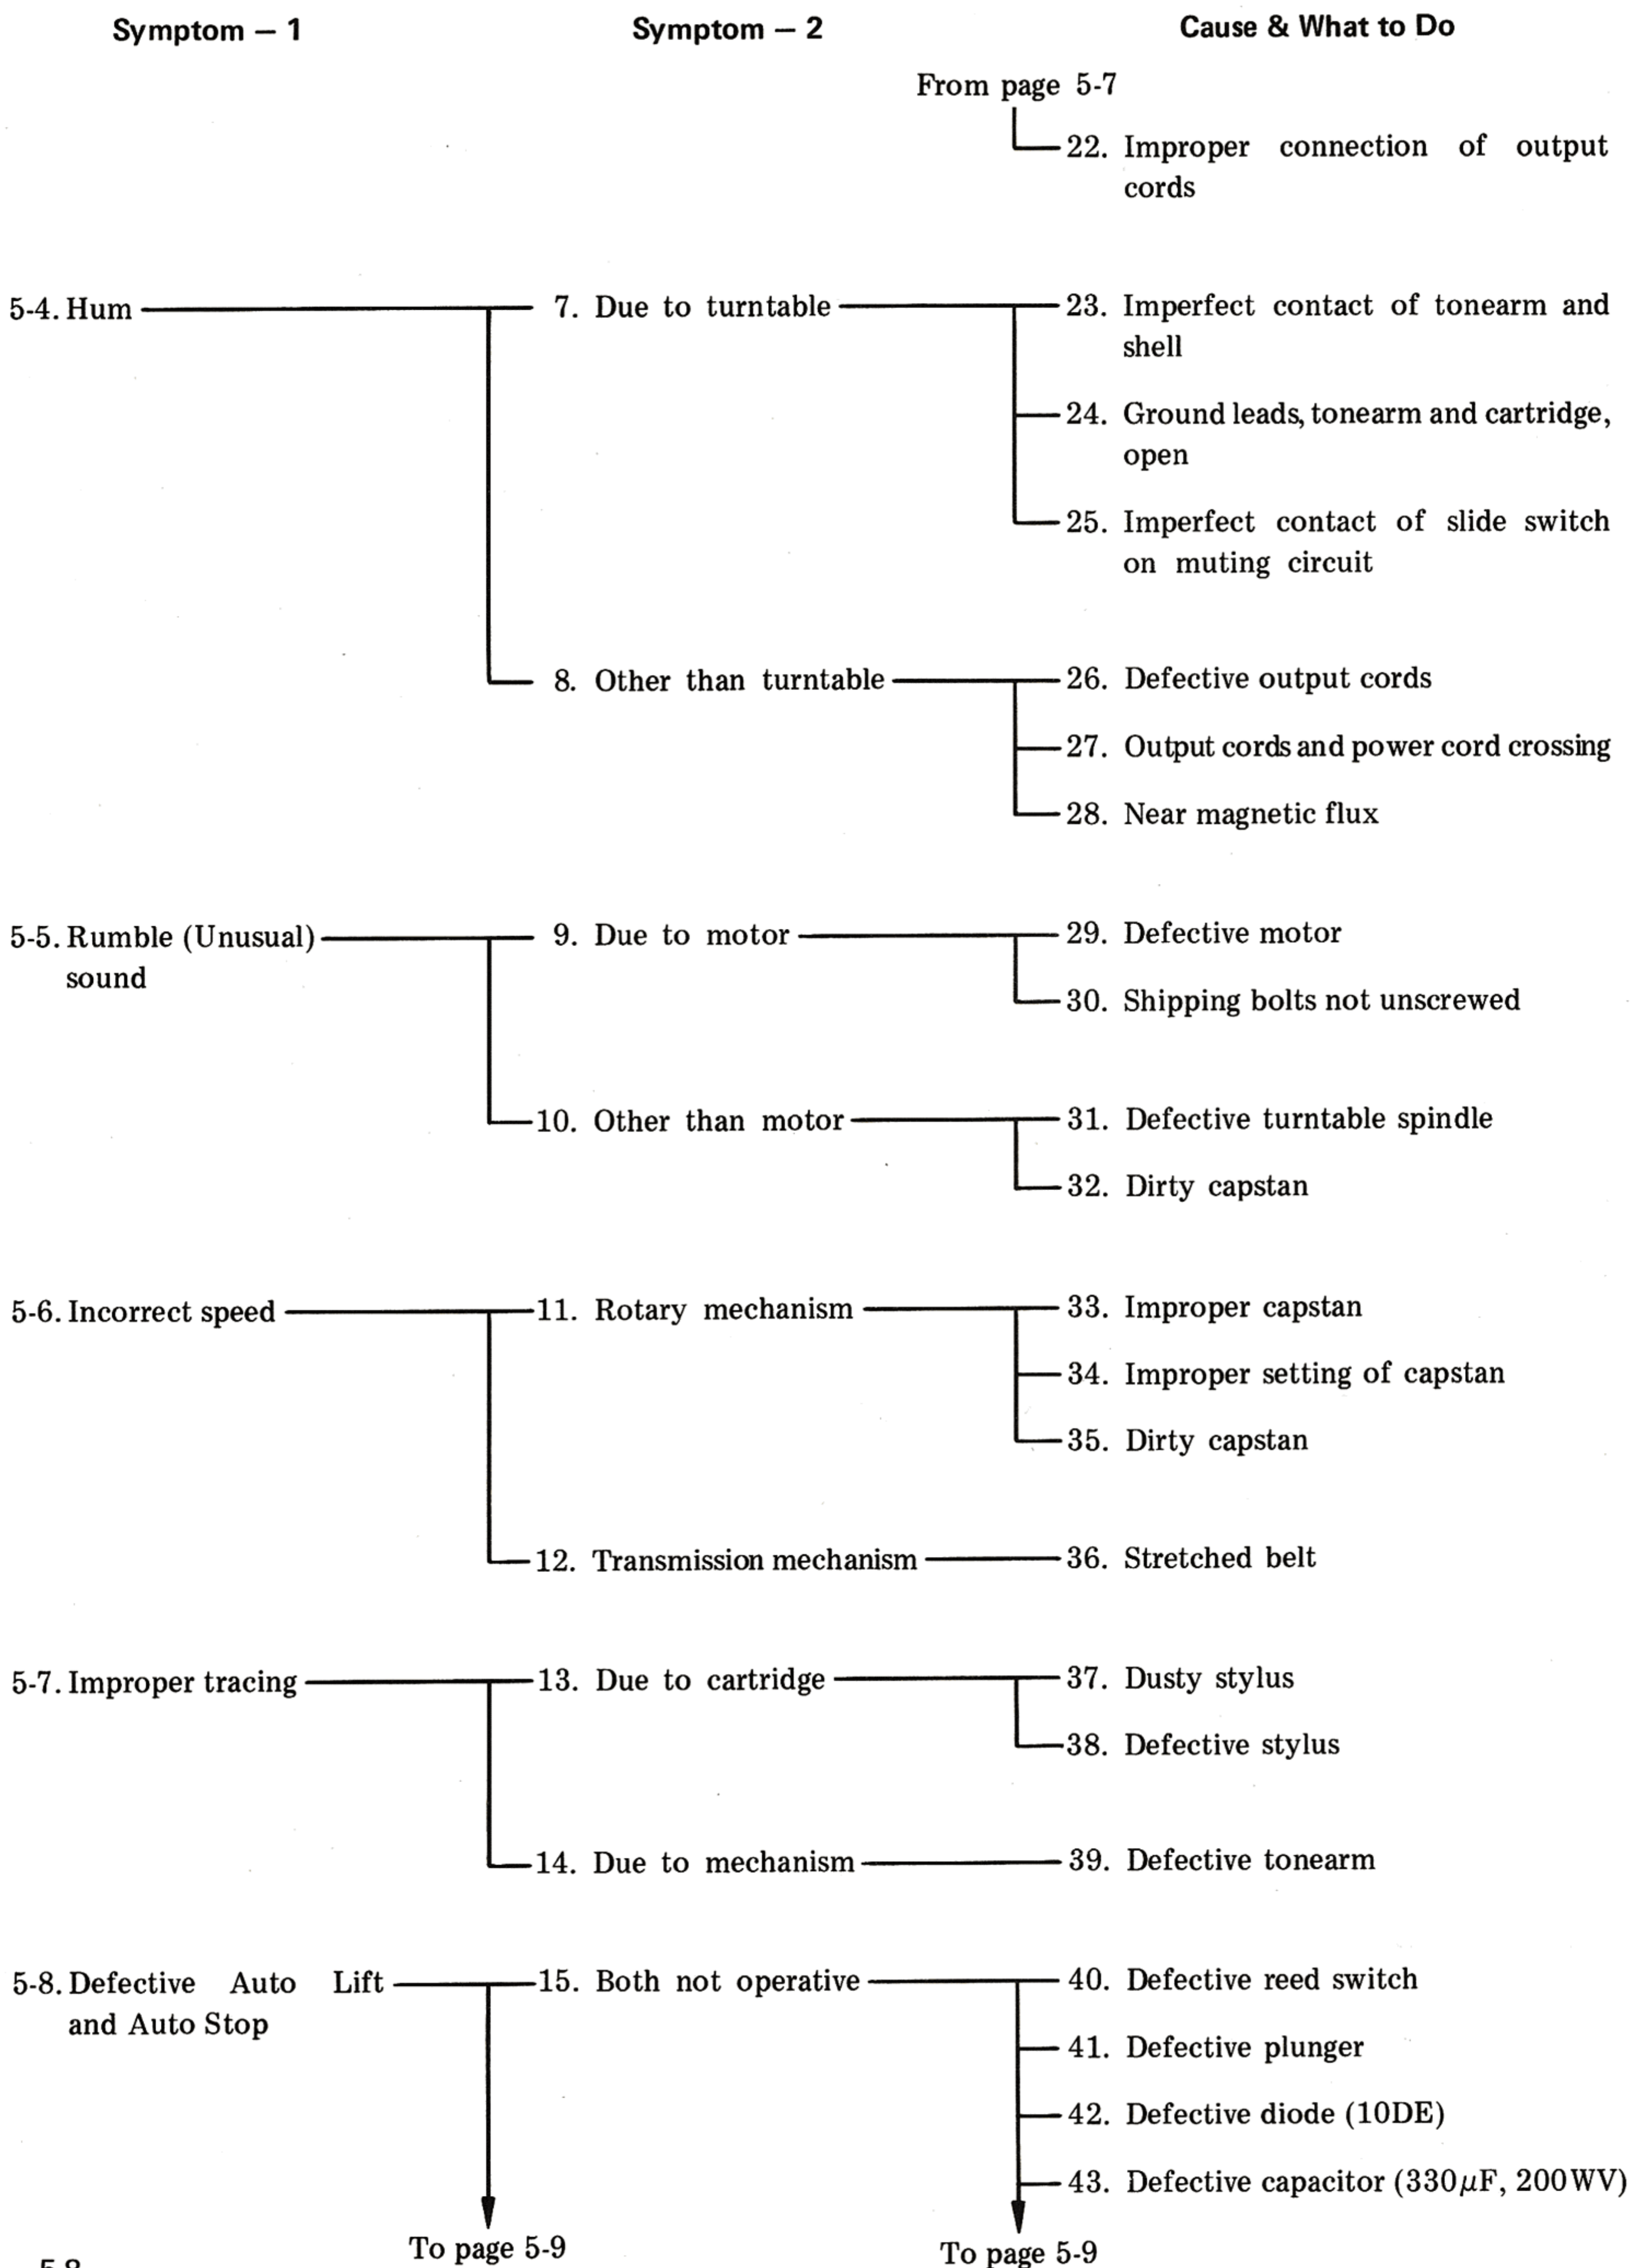 Symptom — 1 Symptom — 2 Cause & What to Do
From page 5-7
22. Improper connection of output
cords
5-4. Hum 7. Due to turntable 23. Imperfect contact of tonearm and
shell
24. Ground leads, tonearm and cartridge,
open
25. Imperfect contact of slide switch
on muting circuit
8. Other than turntable 26. Defective output cords
27. Output cords and power cord crossing
28. Near magnetic flux
5-5. Rumble (Unusual) 9. Due to motor 29. Defective motor
sound
30. Shipping bolts not unscrewed
10. Other than motor 31. Defective turntable spindle
32. Dirty capstan
5-6. Incorrect speed 11. Rotary mechanism 33. Improper capstan
34. Improper setting of capstan
35. Dirty capstan
12. Transmission mechanism 36. Stretched belt
5-7. Improper tracing 13. Due to cartridge 37. Dusty stylus
38. Defective stylus
14. Due to mechanism 39. Defective tonearm
5-8. Defective Auto Lift 15. Both not operative 40. Defective reed switch
and Auto Stop
41. Defective plunger
42. Defective diode (10DE)
43. Defective capacitor (330μF, 200WV)
To page 5-9 To page 5-9